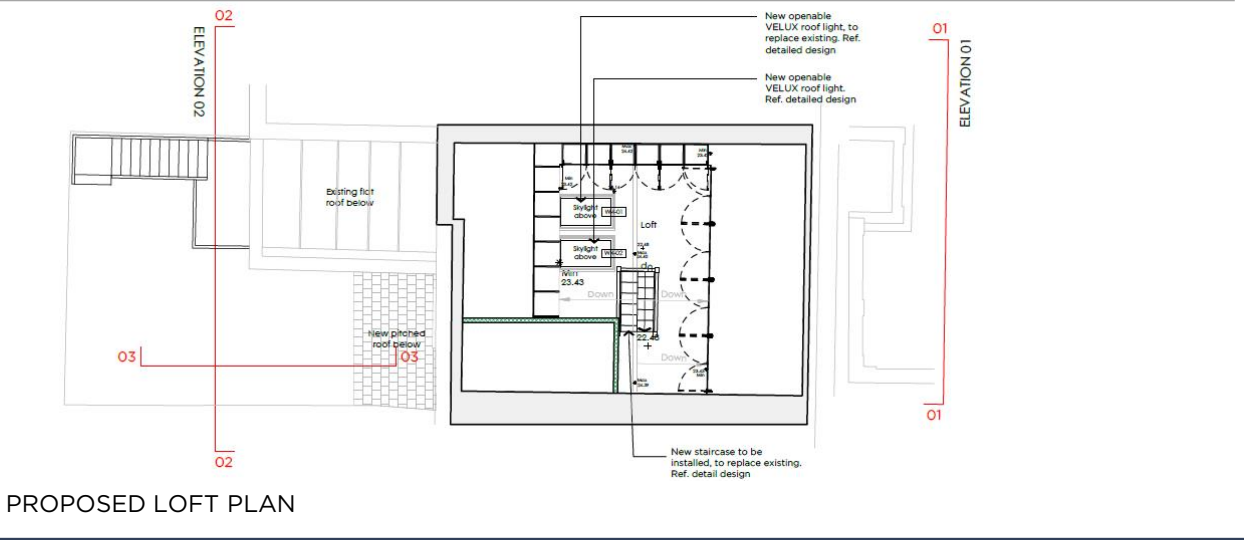 02
ELEVATION 02
New openable
VELUX roof light, to
replace existing. Ref.
detailed design
New openable
VELUX roof light.
Ref. detailed design
01
ELEVATION 01
Existing flat
roof below
Skylight
above
Skylight
above
Loft
Min
23.43
Down
Down
Down
New pitched
roof below
03
03
01
02
New staircase to be
installed, to replace existing.
Ref. detail design
PROPOSED LOFT PLAN